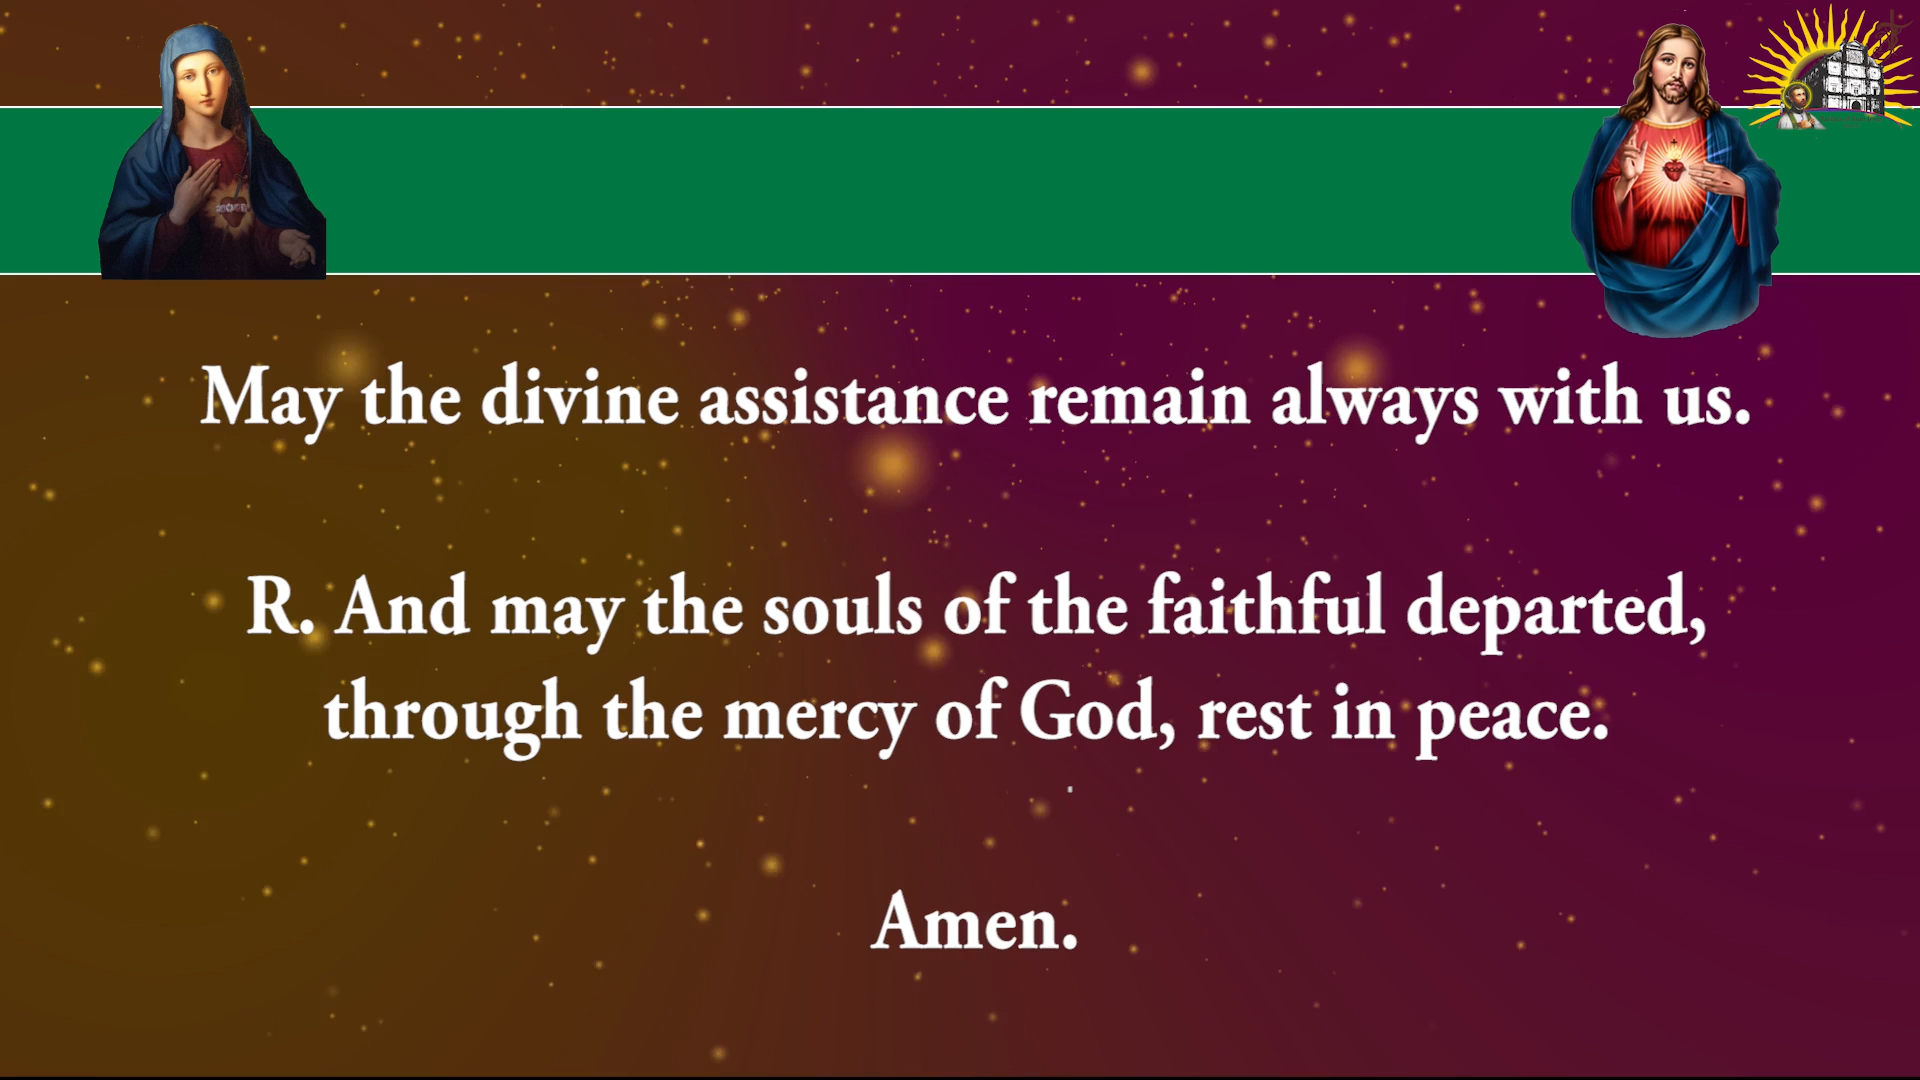 May the divine assistance remain always with us.
R. And may the souls of the faithful departed,
through the mercy of God, rest in peace.
Amen.